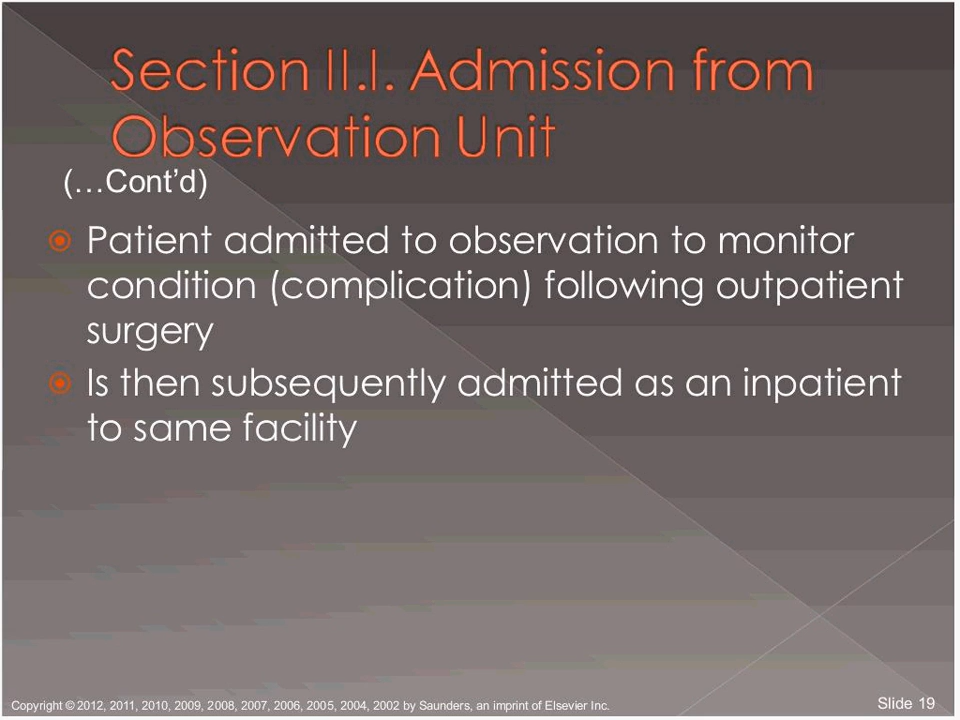 Section II.I. Admission from
Observation Unit
(…Cont’d)
Patient admitted to observation to monitor
condition (complication) following outpatient
surgery
Is then subsequently admitted as an inpatient
to same facility
Copyright © 2012, 2011, 2010, 2009, 2008, 2007, 2006, 2005, 2004, 2002 by Saunders, an imprint of Elsevier Inc.
Slide 19